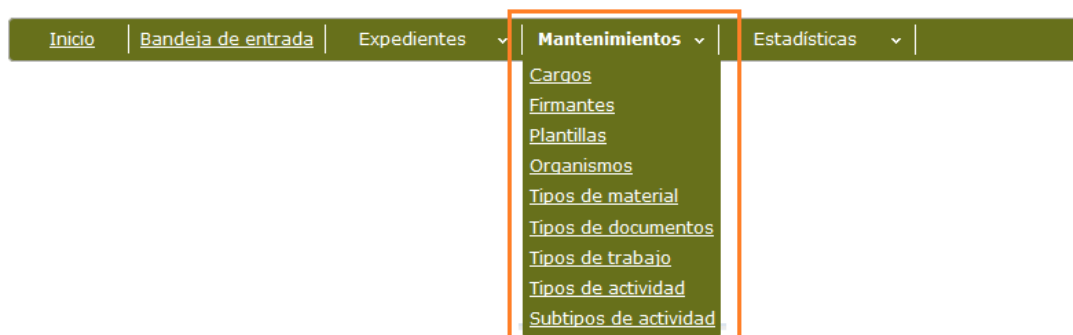 Inicio Bandeja de entrada Expedientes Mantenimientos Estadísticas
Cargos
Firmantes
Plantillas
Organismos
Tipos de material
Tipos de documentos
Tipos de trabajo
Tipos de actividad
Subtipos de actividad